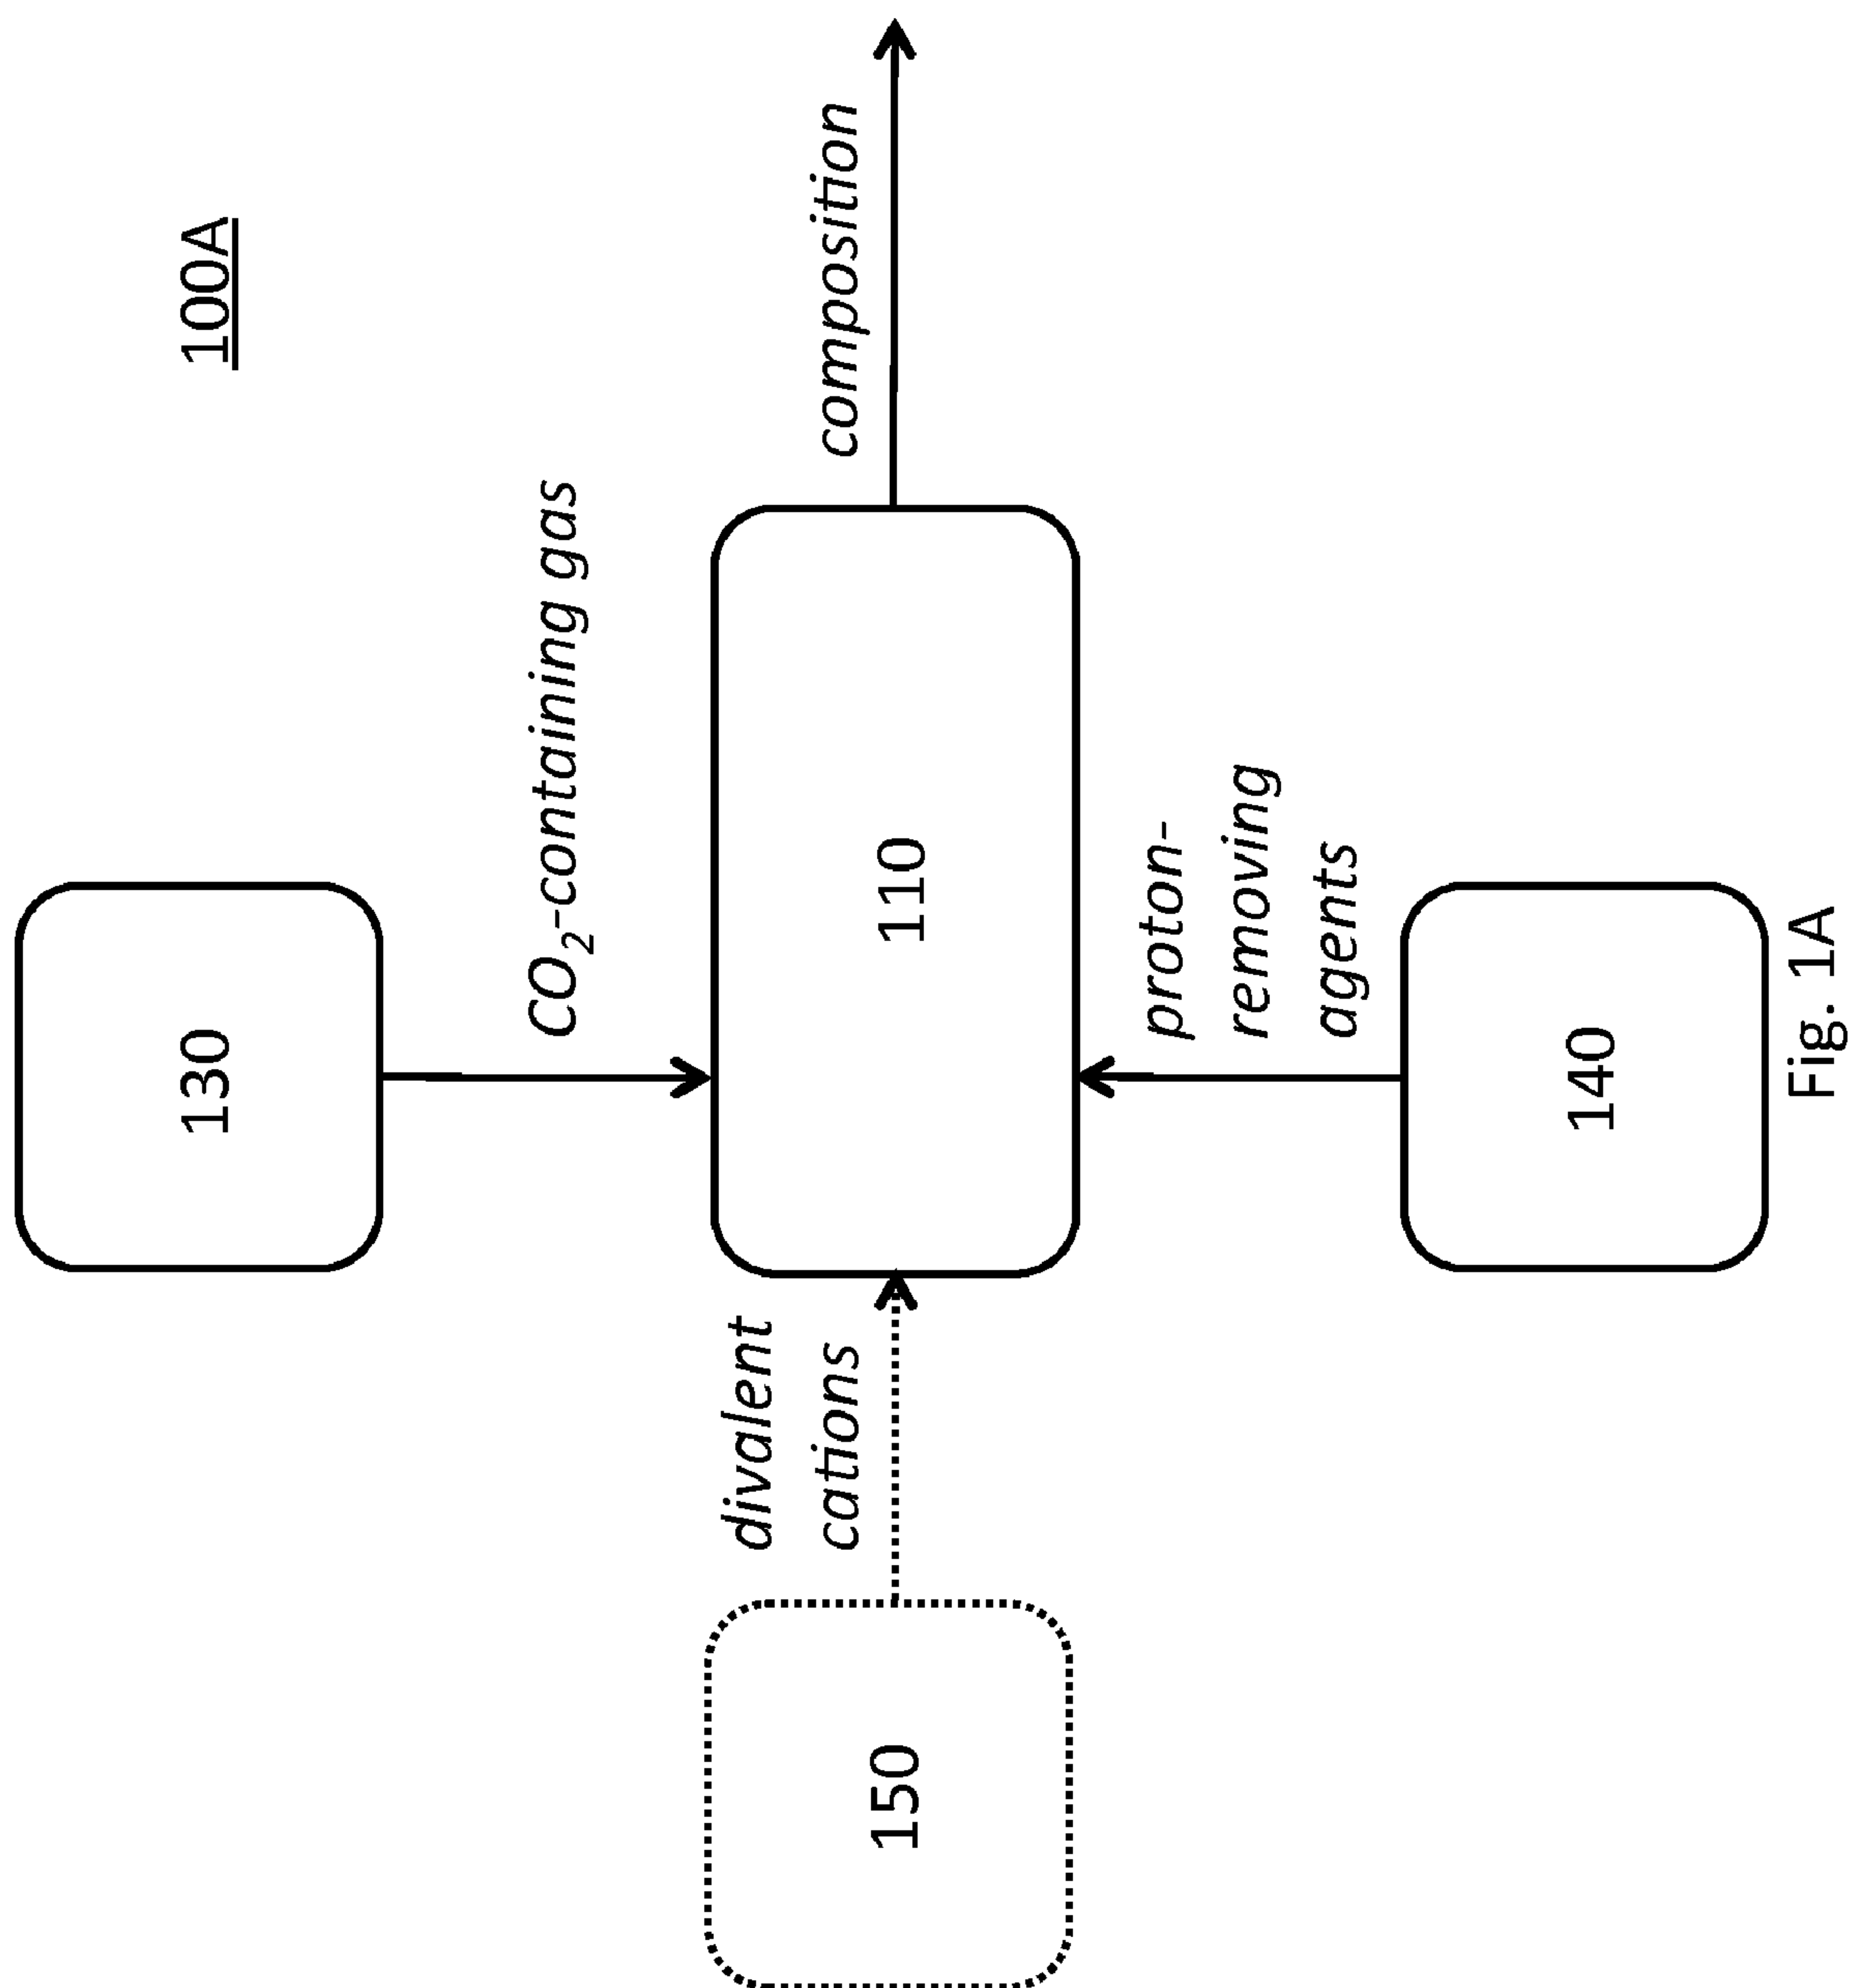 130
100A
CO₂-containing gas
divalent
cations
composition
150
110
proton-
removing
agents
140
Fig. 1A